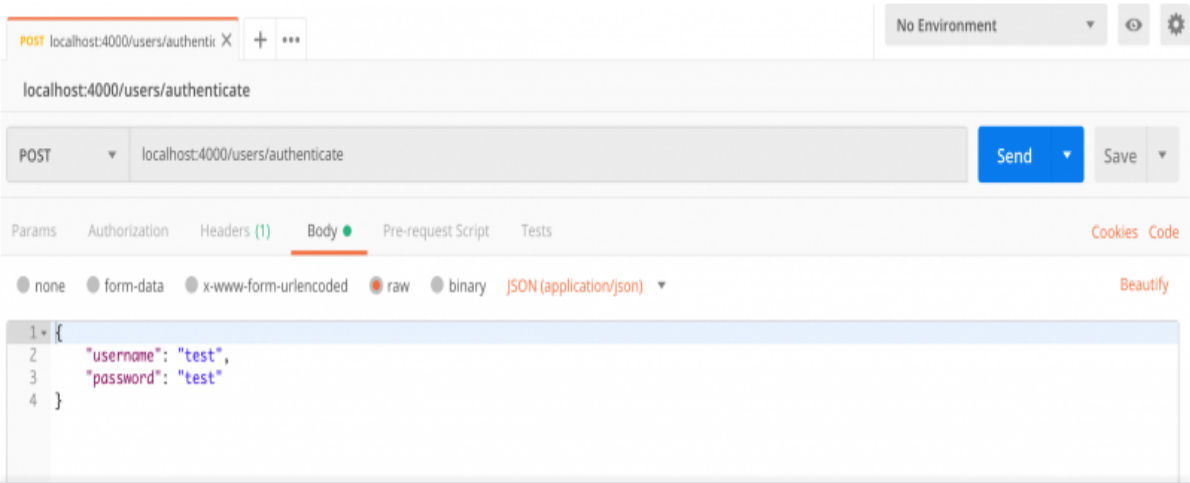 POST localhost:4000/users/authentic X + •••
No Environment
localhost:4000/users/authenticate
POST localhost:4000/users/authenticate Send Save
Params Authorization Headers (1) Body Pre-request Script Tests Cookies Code
none form-data x-www-form-urlencoded raw binary JSON (application/json) Beautify
1 {
2 "username": "test",
3 "password": "test"
4 }